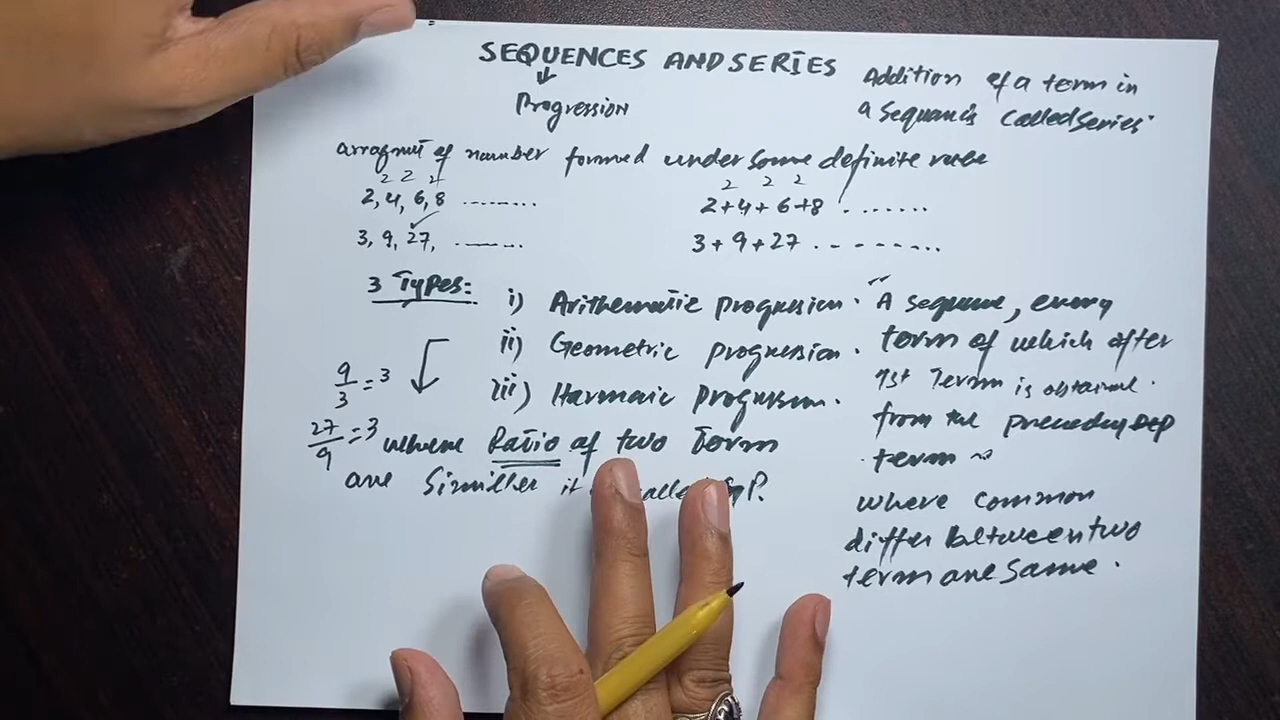 SEQUENCES AND SERIES
Progression
Addition of a term in
a Sequence is Called Series
of number formed under some definite rule
2 2 2
2, 4, 6, 8 .........
3, 9, 27, ........
2 2 2
2+4+6+8 .......
3+9+27 .........
3 Types:
i) Arithematic progression.
ii) Geometric progression.
iii) Harmonic Progression.
9/3 = 3
27/9 = 3
where Ratio of two term
are Similler it called P.
A sequence, every
term of which after
1st Term is obtained
from the preceding
term
where common
differ between two
term are same.